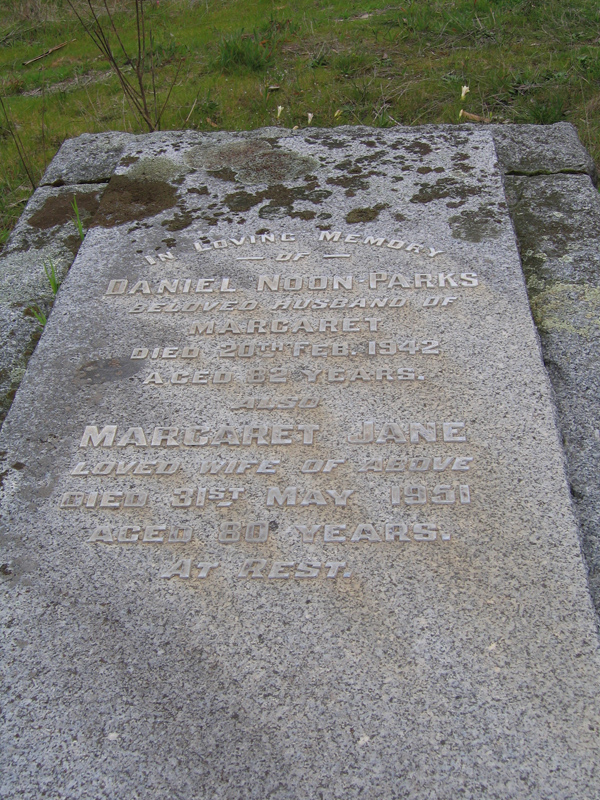 IN LOVING MEMORY
— OF —
DANIEL NOON PARKS
BELOVED HUSBAND OF
MARGARET
DIED 20TH FEB. 1942
AGED 82 YEARS.
ALSO
MARGARET JANE
LOVED WIFE OF ABOVE
DIED 31ST MAY 1951
AGED 80 YEARS.
AT REST.